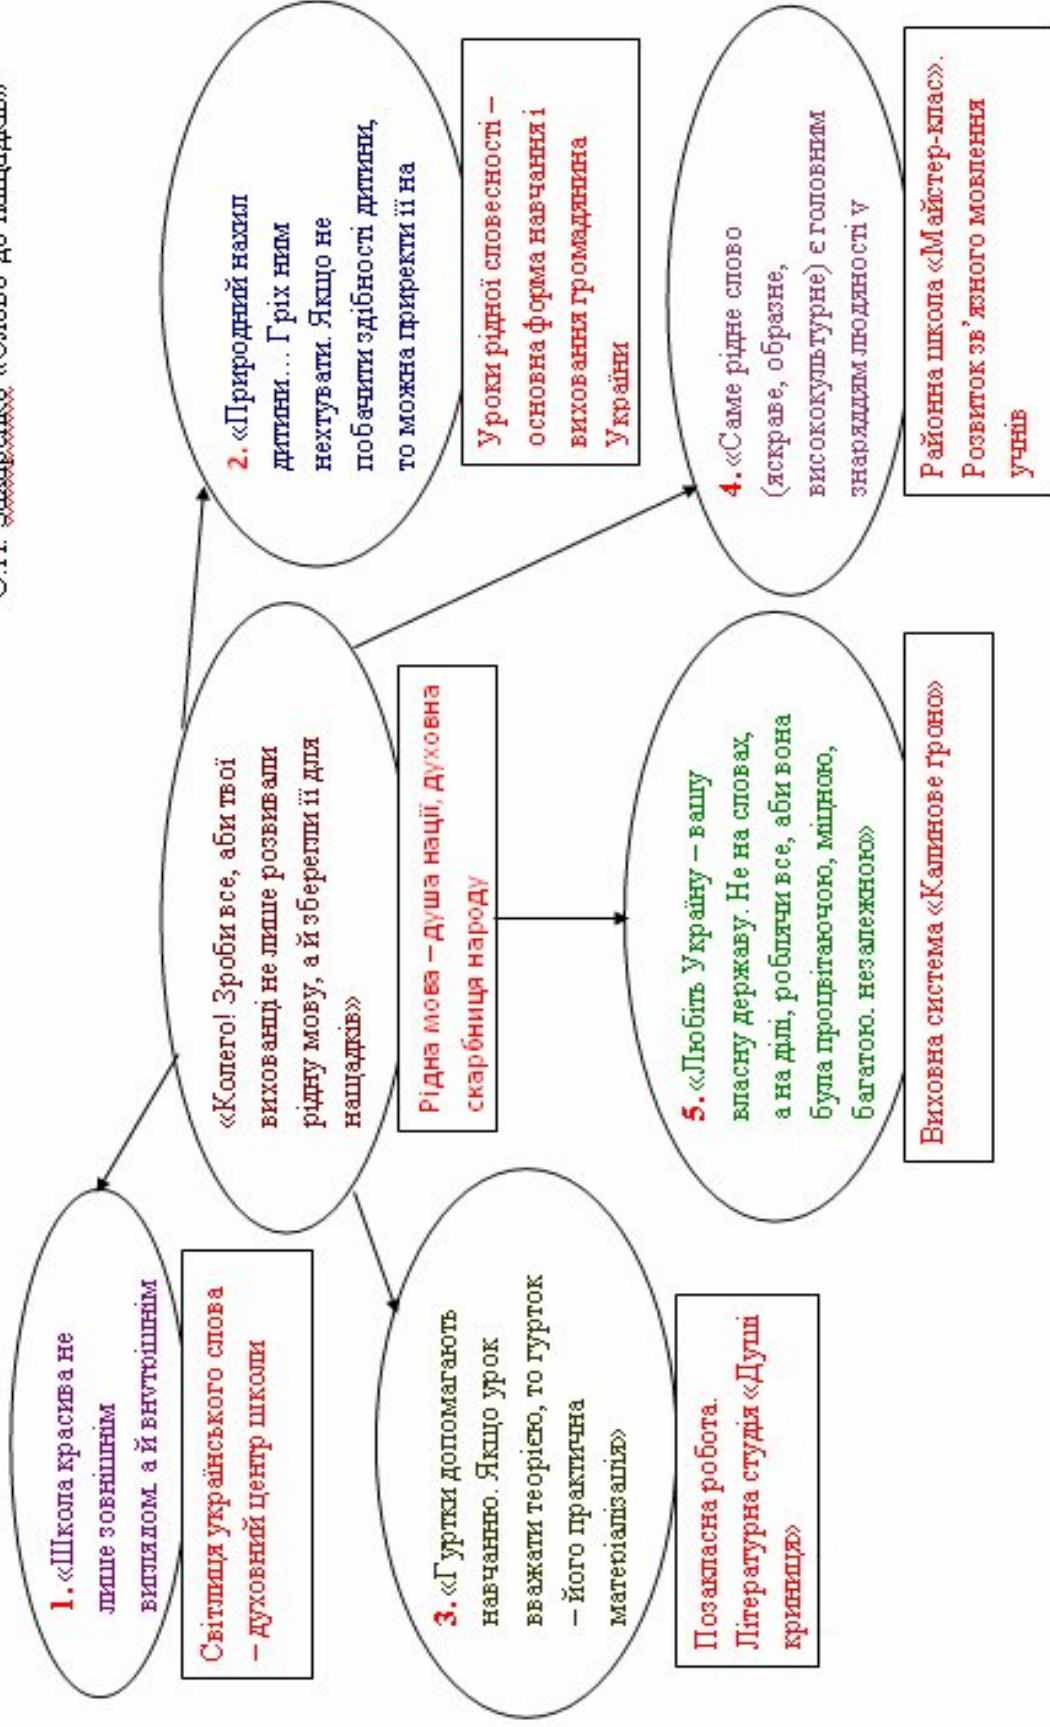 «Колего! Зроби все, аби твої
вихованці не лише розвивали
рідну мову, а й зберегли її для
нащадків»
Рідна мова – душа нації, духовна
скарбниця народу
1. «Школа красива не
лише зовнішнім
виглядом, а й внутрішнім
Світлиця українського слова
– духовний центр школи
2. «Природний нахил
дитини… Гріх ним
нехтувати. Якщо не
побачити здібності дитини,
то можна приректи її на
Уроки рідної словесності –
основна форма навчання і
виховання громадянина
України
3. «Гуртки допомагають
навчанню. Якщо урок
вважати теорією, то гурток
– його практична
матеріалізація»
Позакласна робота.
Літературна студія «Душі
криниця»
4. «Саме рідне слово
(яскраве, образне,
висококультурне) є головним
знаряддям людяності у
Районна школа «Майстер-клас».
Розвиток зв’язного мовлення
учнів
5. «Любіть Україну – вашу
власну державу. Не на словах,
а на ділі, роблячи все, аби вона
була процвітаючою, міцною,
багатою, незалежною»
Виховна система «Калинове гроно»